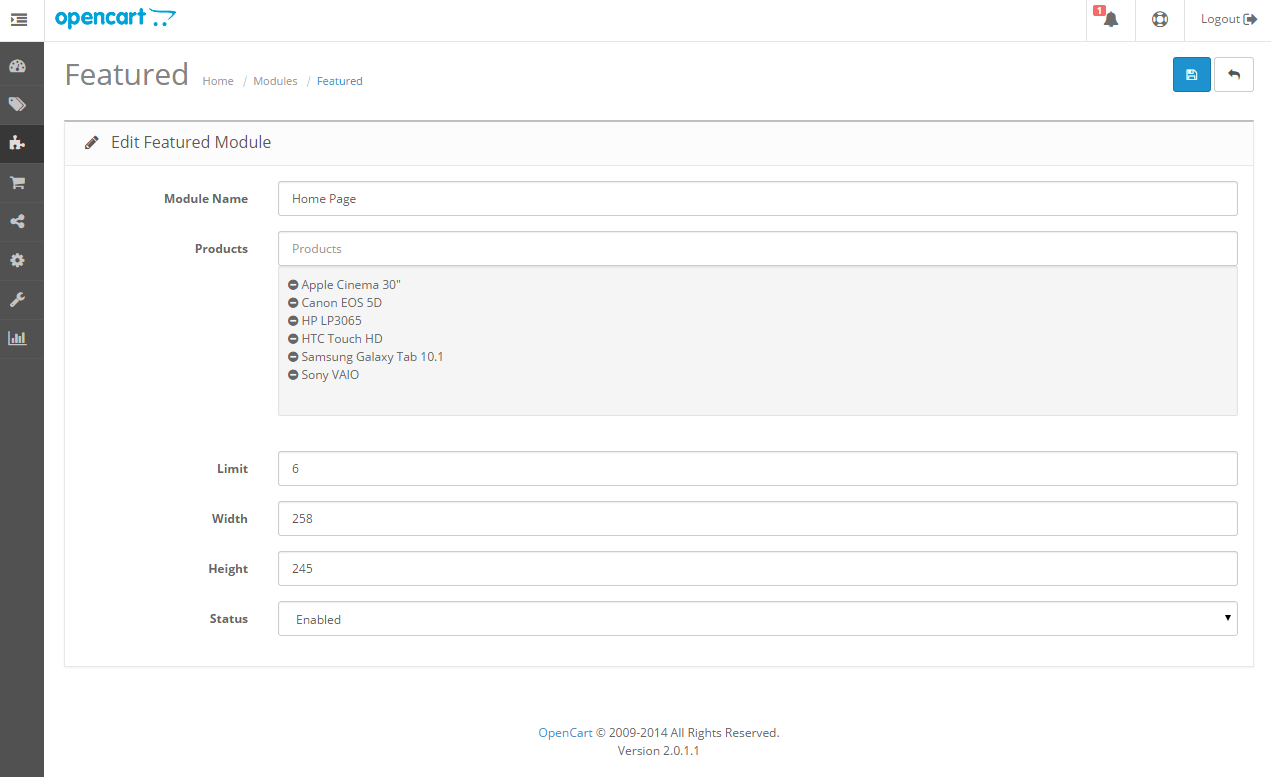 opencart
1
Logout
Featured
Home / Modules / Featured
Edit Featured Module
Module Name
Home Page
Products
Products
Apple Cinema 30"
Canon EOS 5D
HP LP3065
HTC Touch HD
Samsung Galaxy Tab 10.1
Sony VAIO
Limit
6
Width
258
Height
245
Status
Enabled
OpenCart © 2009-2014 All Rights Reserved.
Version 2.0.1.1